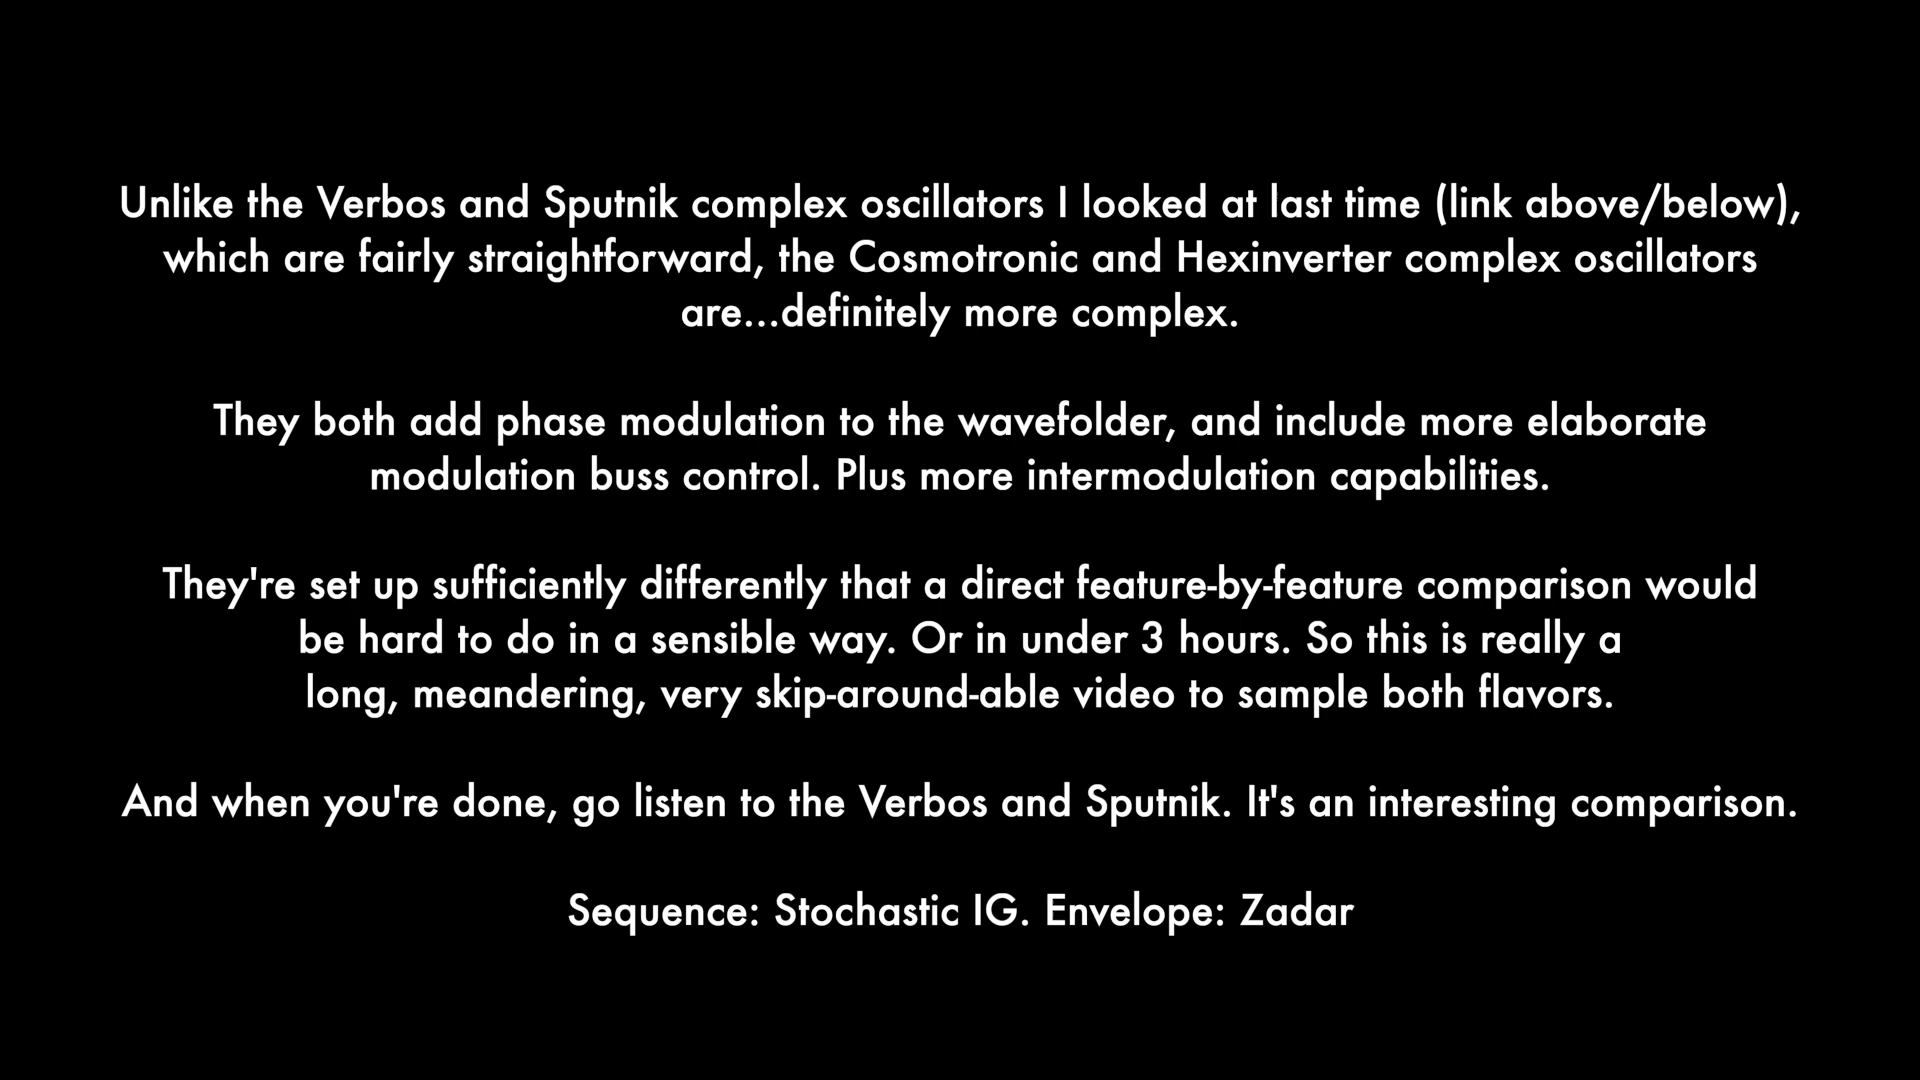 Unlike the Verbos and Sputnik complex oscillators I looked at last time (link above/below),
which are fairly straightforward, the Cosmotronic and Hexinverter complex oscillators
are...definitely more complex.
They both add phase modulation to the wavefolder, and include more elaborate
modulation buss control. Plus more intermodulation capabilities.
They're set up sufficiently differently that a direct feature-by-feature comparison would
be hard to do in a sensible way. Or in under 3 hours. So this is really a
long, meandering, very skip-around-able video to sample both flavors.
And when you're done, go listen to the Verbos and Sputnik. It's an interesting comparison.
Sequence: Stochastic IG. Envelope: Zadar